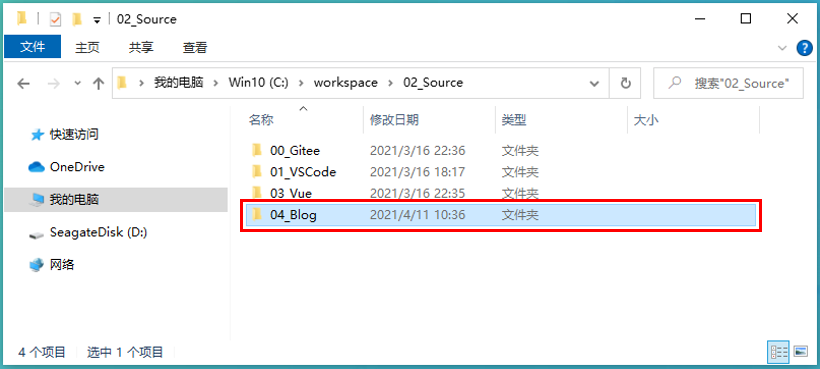 02_Source
文件 主页 共享 查看
我的电脑 Win10 (C:) workspace 02_Source 搜索"02_Source"
名称 修改日期 类型 大小
快速访问
OneDrive
我的电脑
SeagateDisk (D:)
网络
00_Gitee 2021/3/16 22:36 文件夹
01_VSCode 2021/3/16 18:17 文件夹
03_Vue 2021/3/16 22:35 文件夹
04_Blog 2021/4/11 10:36 文件夹
4 个项目 选中 1 个项目